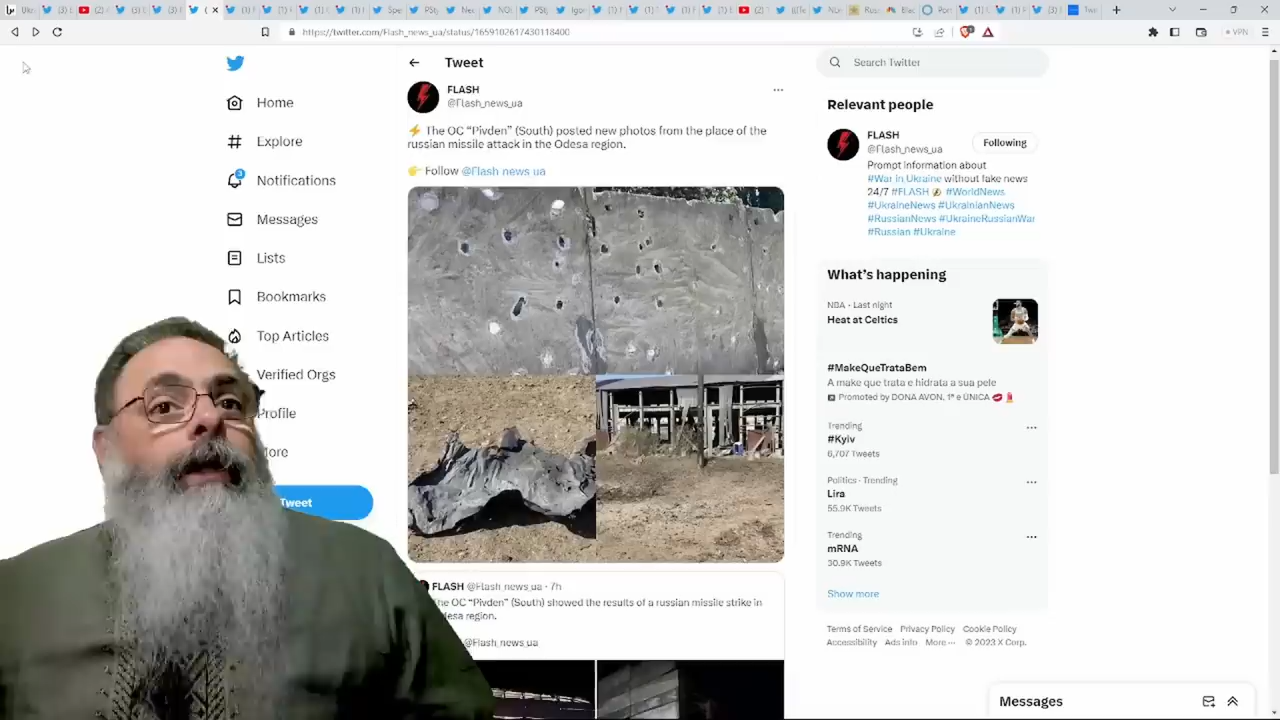 https://twitter.com/Flash_news_ua/status/1659102617430118400
VPN
Home
Explore
3
Notifications
Messages
Lists
Bookmarks
Top Articles
Verified Orgs
Profile
More
Tweet
Tweet
FLASH
@Flash_news_ua
⚡ The OC “Pivden” (South) posted new photos from the place of the
russian missile attack in the Odesa region.
👉 Follow @Flash_news_ua
FLASH @Flash_news_ua · 7h
The OC “Pivden” (South) showed the results of a russian missile strike in
@Flash_news_ua
Search Twitter
Relevant people
FLASH
@Flash_news_ua
Following
Prompt information about
#War in Ukraine without fake news
24/7 #FLASH #WorldNews
#UkraineNews #UkrainianNews
#RussianNews #UkraineRussianWar
#Russian #Ukraine
What’s happening
NBA · Last night
Heat at Celtics
#MakeQueTrataBem
A make que trata e hidrata a sua pele
Promoted by DONA AVON, 1ª e ÚNICA 💋💄
Trending
#Kyiv
6,707 Tweets
Politics · Trending
Lira
55.9K Tweets
Trending
mRNA
30.9K Tweets
Show more
Terms of Service Privacy Policy Cookie Policy
Accessibility Ads info More ··· © 2023 X Corp.
Messages